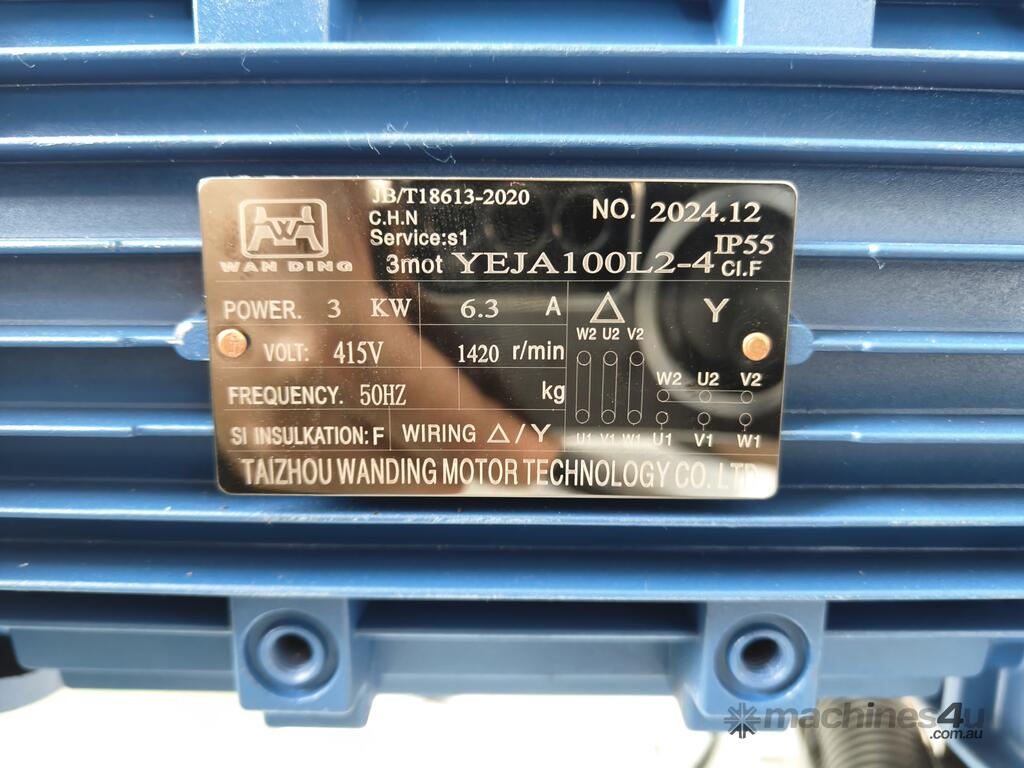 JB/T18613-2020
C.H.N
NO. 2024.12
Service:s1
IP55
WAN DING
3mot YEJA100L2-4 CI.F
POWER. 3 KW 6.3 A
VOLT: 415V 1420 r/min
FREQUENCY. 50HZ kg
SI INSULKATION: F WIRING △/Y
△ Y
W2 U2 V2
W2 U2 V2
U1 V1 W1
U1 V1 W1
TAIZHOU WANDING MOTOR TECHNOLOGY CO. LTD
machines4u
.com.au